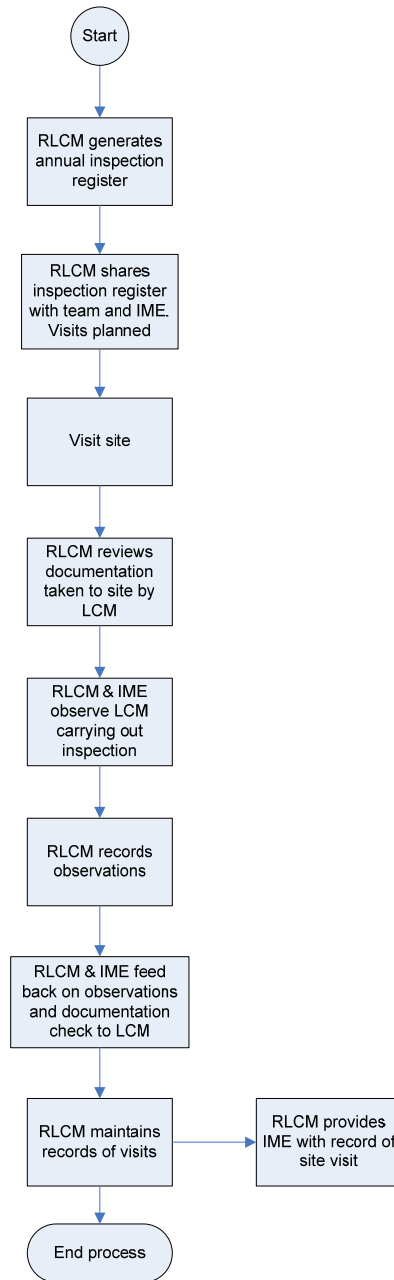 Start
RLCM generates
annual inspection
register
RLCM shares
inspection register
with team and IME.
Visits planned
Visit site
RLCM reviews
documentation
taken to site by
LCM
RLCM & IME
observe LCM
carrying out
inspection
RLCM records
observations
RLCM & IME feed
back on observations
and documentation
check to LCM
RLCM maintains
records of visits
RLCM provides
IME with record of
site visit
End process